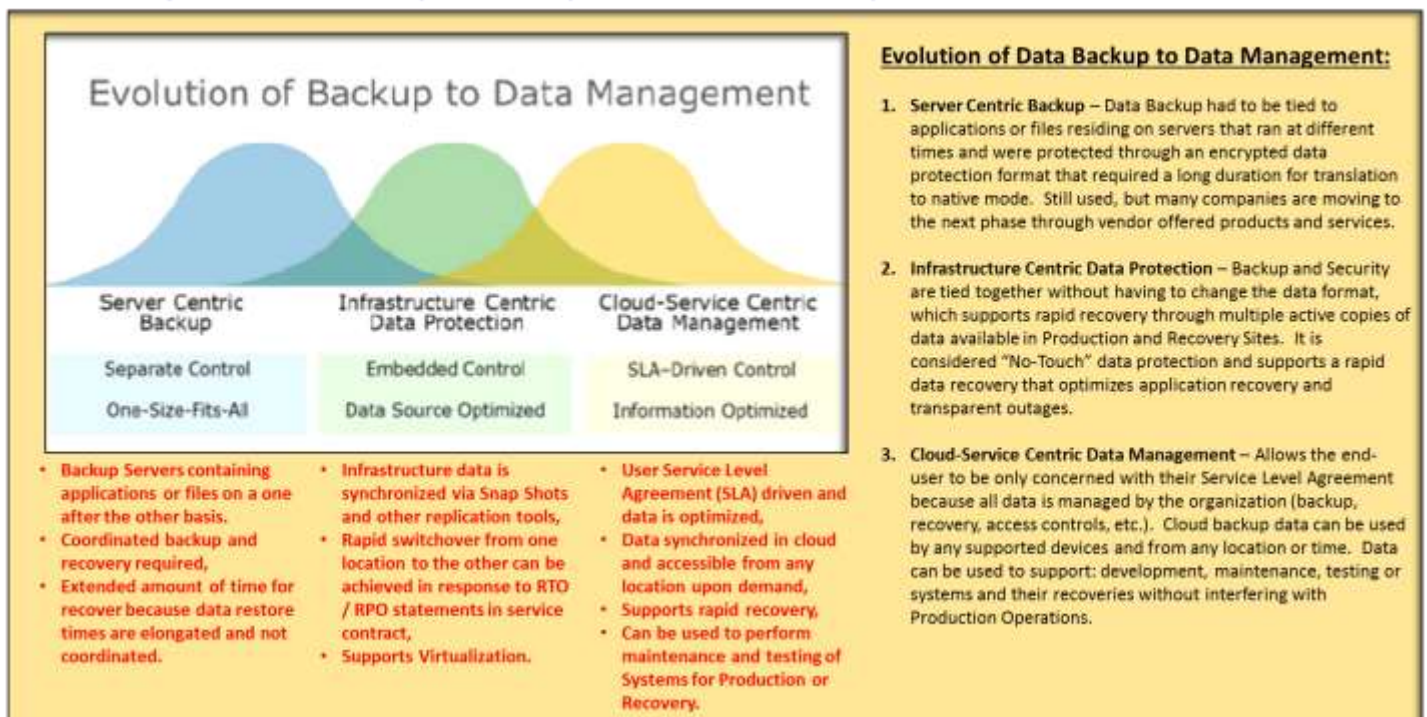 Evolution of Backup to Data Management
Server Centric
Backup
Infrastructure Centric
Data Protection
Cloud-Service Centric
Data Management
Separate Control
One-Size-Fits-All
Embedded Control
Data Source Optimized
SLA-Driven Control
Information Optimized
• Backup Servers containing
applications or files on a one
after the other basis.
• Coordinated backup and
recovery required,
• Extended amount of time for
recover because data restore
times are elongated and not
coordinated.
• Infrastructure data is
synchronized via Snap Shots
and other replication tools,
• Rapid switchover from one
location to the other can be
achieved in response to RTO
/ RPO statements in service
contract,
• Supports Virtualization.
• User Service Level
Agreement (SLA) driven and
data is optimized,
• Data synchronized in cloud
and accessible from any
location upon demand,
• Supports rapid recovery,
• Can be used to perform
maintenance and testing of
Systems for Production or
Recovery.
Evolution of Data Backup to Data Management:
1. Server Centric Backup – Data Backup had to be tied to
applications or files residing on servers that ran at different
times and were protected through an encrypted data
protection format that required a long duration for translation
to native mode. Still used, but many companies are moving to
the next phase through vendor offered products and services.
2. Infrastructure Centric Data Protection – Backup and Security
are tied together without having to change the data format,
which supports rapid recovery through multiple active copies of
data available in Production and Recovery Sites. It is
considered “No-Touch” data protection and supports a rapid
data recovery that optimizes application recovery and
transparent outages.
3. Cloud-Service Centric Data Management – Allows the end-
user to be only concerned with their Service Level Agreement
because all data is managed by the organization (backup,
recovery, access controls, etc.). Cloud backup data can be used
by any supported devices and from any location or time. Data
can be used to support: development, maintenance, testing or
systems and their recoveries without interfering with
Production Operations.